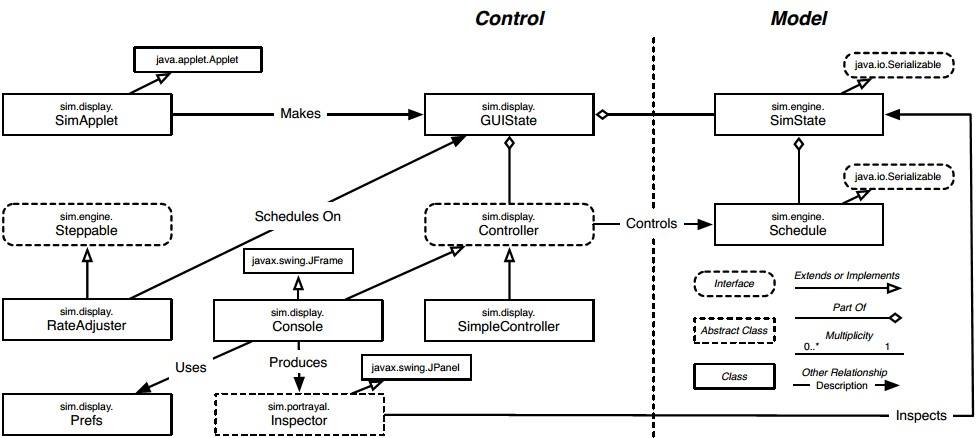 Control
Model
java.applet.Applet
java.io.Serializable
sim.display.
SimApplet
Makes
sim.display.
GUIState
sim.engine.
SimState
java.io.Serializable
sim.engine.
Steppable
Schedules On
sim.display.
Controller
Controls
sim.engine.
Schedule
javax.swing.JFrame
Interface
Extends or Implements
sim.display.
RateAdjuster
sim.display.
Console
sim.display.
SimpleController
Part Of
Abstract Class
Multiplicity
0..*
1
Uses
Produces
javax.swing.JPanel
Class
Other Relationship
Description
sim.display.
Prefs
sim.portrayal.
Inspector
Inspects